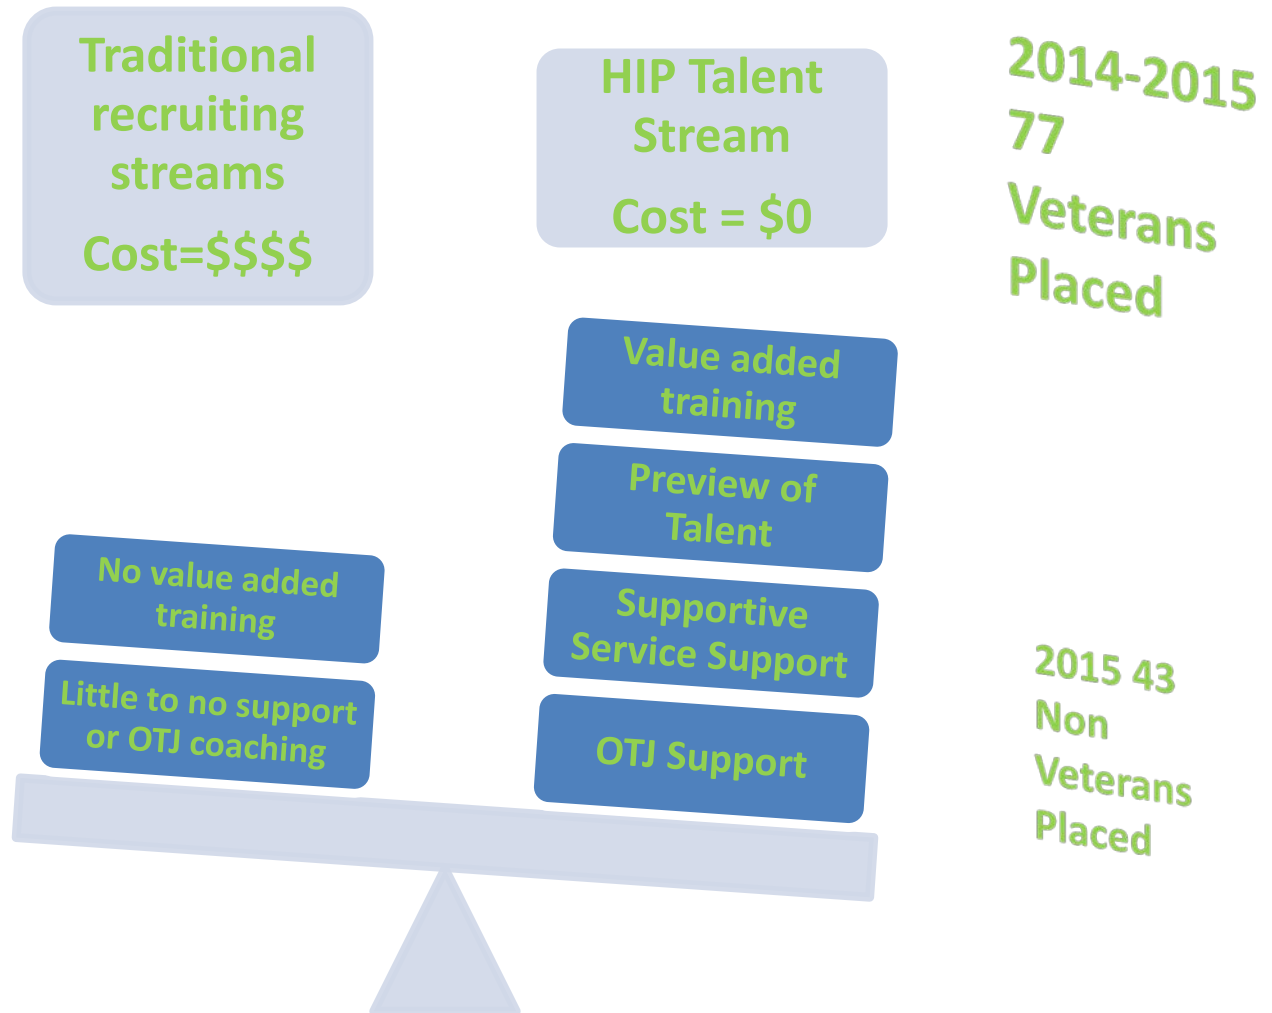 Traditional
recruiting
streams
Cost=$$$$
HIP Talent
Stream
Cost = $0
2014-2015
77
Veterans
Placed
Value added
training
Preview of
Talent
Supportive
Service Support
OTJ Support
No value added
training
Little to no support
or OTJ coaching
2015 43
Non
Veterans
Placed